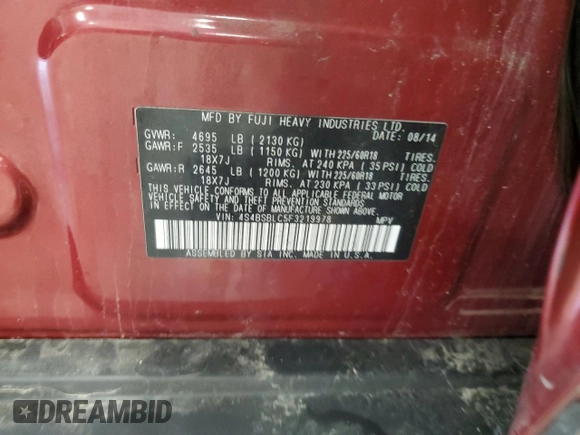 MFD BY FUJI HEAVY INDUSTRIES LTD.
GVWR: 4695 LB (2130 KG) DATE: 08/14
GAWR:F 2535 LB (1150 KG) WITH 225/60R18 TIRES.
18X7J RIMS. AT 240 KPA (35 PSI) COLD
GAWR:R 2645 LB (1200 KG) WITH 225/60R18 TIRES.
18X7J RIMS. AT 230 KPA (33 PSI) COLD
THIS VEHICLE CONFORMS TO ALL APPLICABLE FEDERAL MOTOR
VEHICLE SAFETY AND THEFT PREVENTION STANDARDS
IN EFFECT ON THE DATE OF MANUFACTURE SHOWN ABOVE.
VIN: 4S4BSBLC5F3219978 MPV
ASSEMBLED BY SIA INC. MADE IN U.S.A.
DREAMBID